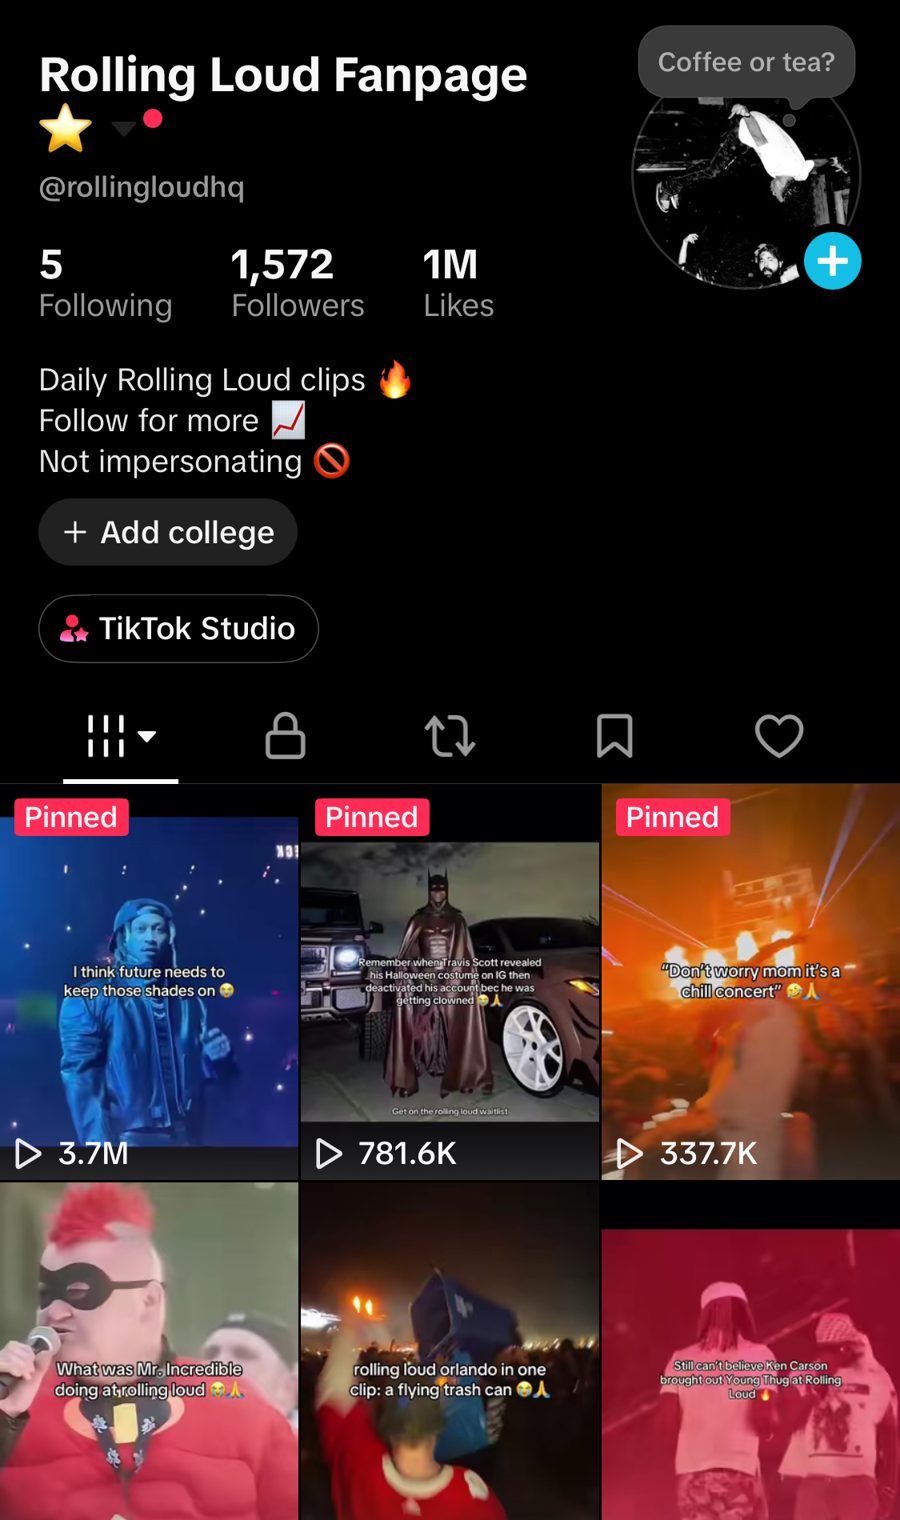 Coffee or tea?
Rolling Loud Fanpage
⭐
@rollingloudhq
5 1,572 1M
Following Followers Likes
Daily Rolling Loud clips 🔥
Follow for more 📈
Not impersonating 🚫
+ Add college
TikTok Studio
Pinned
I think future needs to
keep those shades on 😭
3.7M
Pinned
Remember when Travis Scott revealed
his Halloween costume on IG then
deactivated his account bec he was
getting clowned 😭🙏
Get on the rolling loud waitlist
781.6K
Pinned
"Don't worry mom it's a
chill concert" 🤣🙏
337.7K
What was Mr. Incredible
doing at rolling loud 😭🙏
rolling loud orlando in one
clip: a flying trash can 😭🙏
Still can't believe Ken Carson
brought out Young Thug at Rolling
Loud 🔥